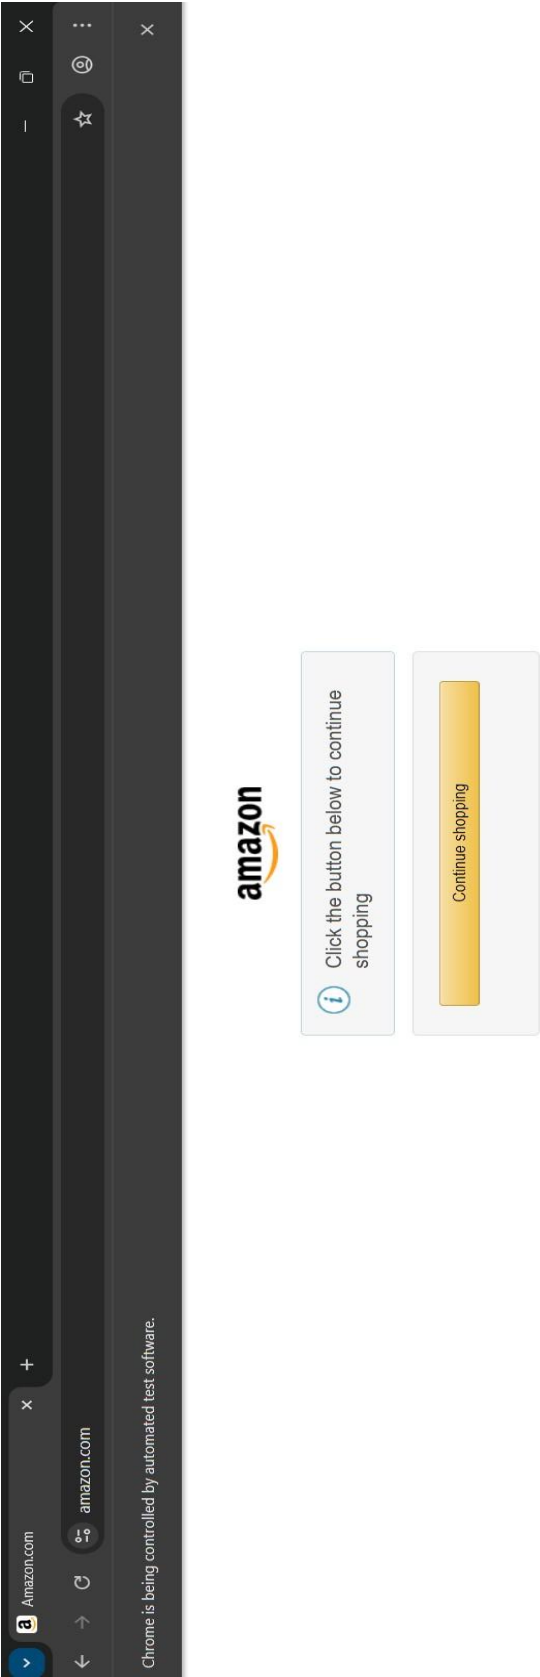 Amazon.com
amazon.com
Chrome is being controlled by automated test software.
amazon
Click the button below to continue
shopping
Continue shopping